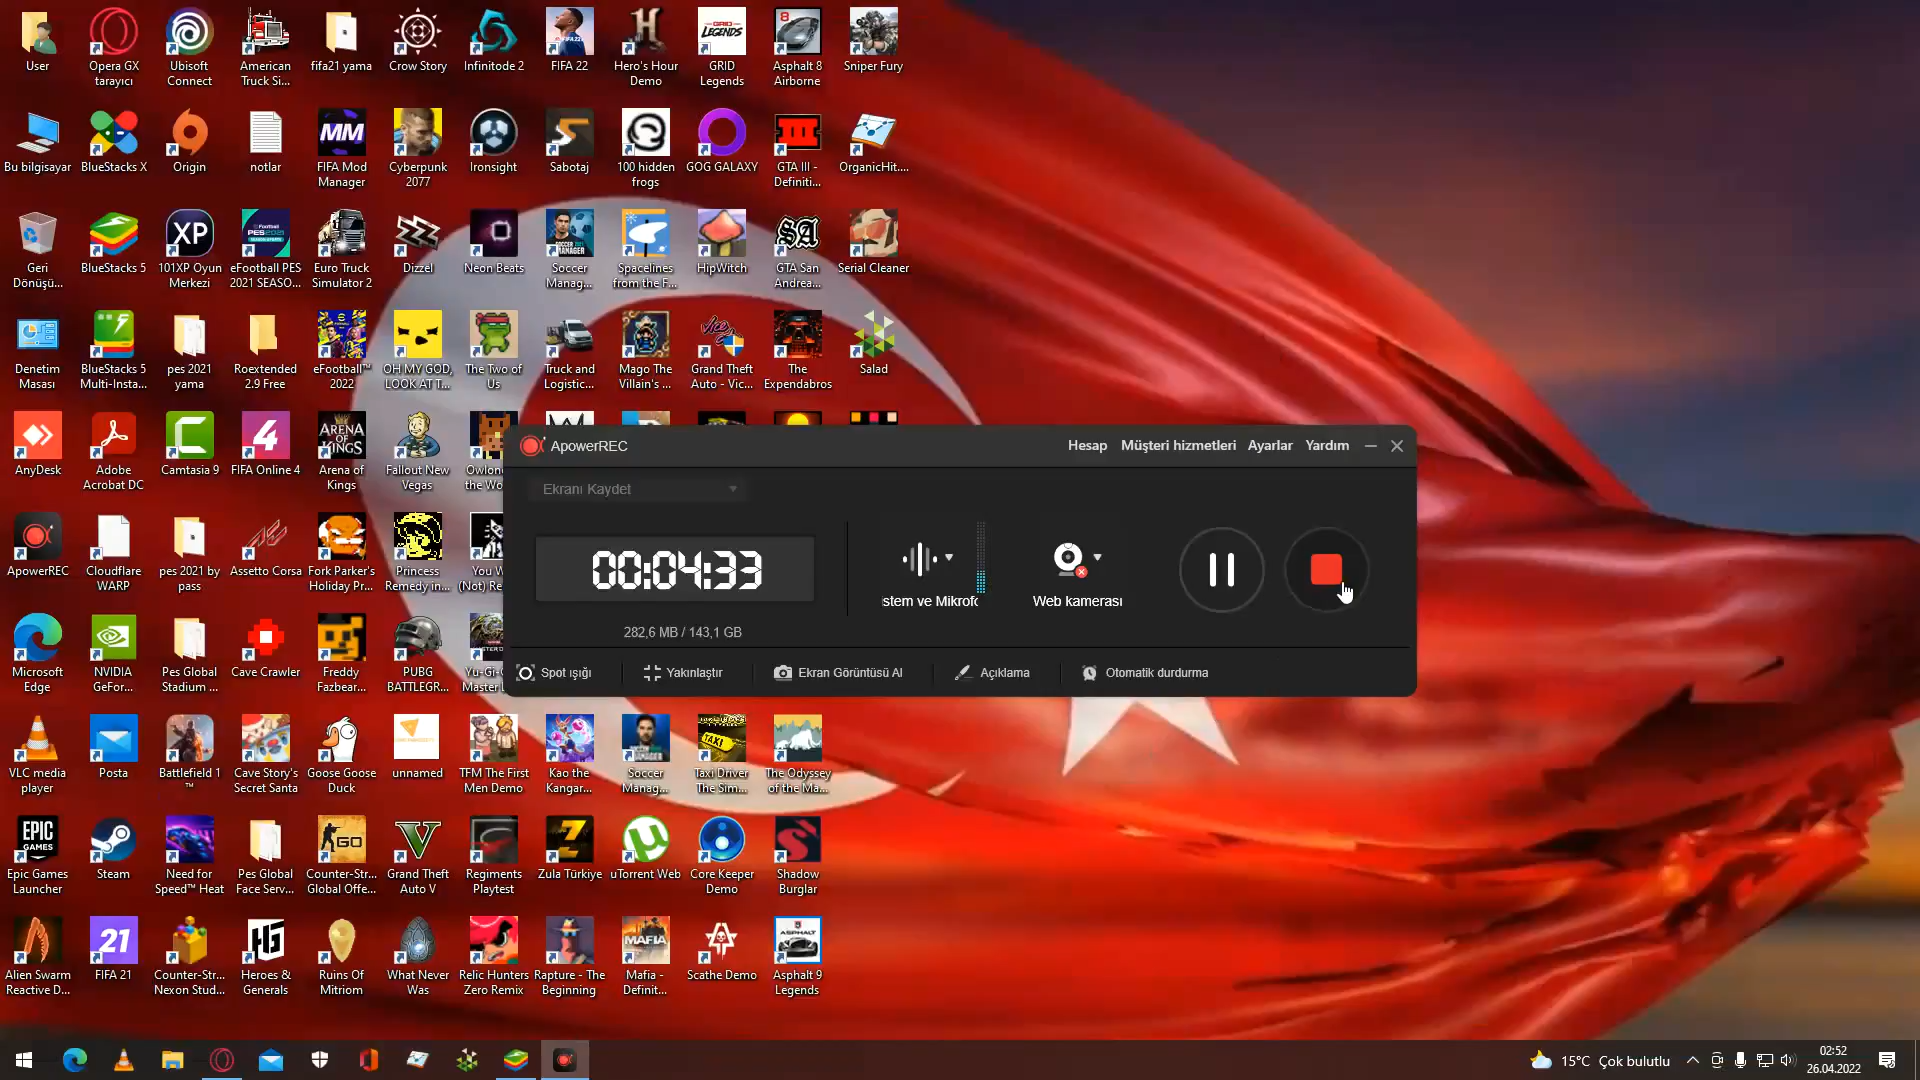 User
Opera GX
tarayıcı
Ubisoft
Connect
American
Truck Si...
fifa21 yama
Crow Story
Infinitode 2
FIFA 22
Hero's Hour
Demo
GRID
Legends
Asphalt 8
Airborne
Sniper Fury
Bu bilgisayar
BlueStacks X
Origin
notlar
FIFA Mod
Manager
Cyberpunk
2077
Ironsight
Sabotaj
100 hidden
frogs
GOG GALAXY
GTA III -
Definiti...
OrganicHit....
Geri
Dönüşü...
BlueStacks 5
101XP Oyun
Merkezi
eFootball PES
2021 SEASO...
Euro Truck
Simulator 2
Dizzel
Neon Beats
Soccer
Manag...
Spacelines
from the F...
HipWitch
GTA San
Andrea...
Serial Cleaner
Denetim
Masası
BlueStacks 5
Multi-Insta...
pes 2021
yama
Roextended
2.9 Free
eFootball™
2022
OH MY GOD,
LOOK AT T...
The Two of
Us
Truck and
Logistic...
Mago The
Villain's ...
Grand Theft
Auto - Vic...
The
Expendabros
Salad
AnyDesk
Adobe
Acrobat DC
Camtasia 9
FIFA Online 4
Arena of
Kings
Fallout New
Vegas
Owlon
the Wo
ApowerREC
Hesap
Müşteri hizmetleri
Ayarlar
Yardım
Ekranı Kaydet
00:04:33
282,6 MB / 143,1 GB
stem ve Mikrofo
Web kamerası
Spot ışığı
Yakınlaştır
Ekran Görüntüsü Al
Açıklama
Otomatik durdurma
ApowerREC
Cloudflare
WARP
pes 2021 by
pass
Assetto Corsa
Fork Parker's
Holiday Pr...
Princess
Remedy in...
You W
(Not) Re
Microsoft
Edge
NVIDIA
GeFor...
Pes Global
Stadium ...
Cave Crawler
Freddy
Fazbear...
PUBG
BATTLEGR...
Yu-Gi-O
Master D
VLC media
player
Posta
Battlefield 1
™
Cave Story's
Secret Santa
Goose Goose
Duck
unnamed
TFM The First
Men Demo
Kao the
Kangar...
Soccer
Manag...
Taxi Driver
The Sim...
The Odyssey
of the Ma...
Epic Games
Launcher
Steam
Need for
Speed™ Heat
Pes Global
Face Serv...
Counter-Str...
Global Offe...
Grand Theft
Auto V
Regiments
Playtest
Zula Türkiye
uTorrent Web
Core Keeper
Demo
Shadow
Burglar
Alien Swarm
Reactive D...
FIFA 21
Counter-Str...
Nexon Stud...
Heroes &
Generals
Ruins Of
Mitriom
What Never
Was
Relic Hunters
Zero Remix
Rapture - The
Beginning
Mafia -
Definit...
Scathe Demo
Asphalt 9
Legends
15°C Çok bulutlu
02:52
26.04.2022